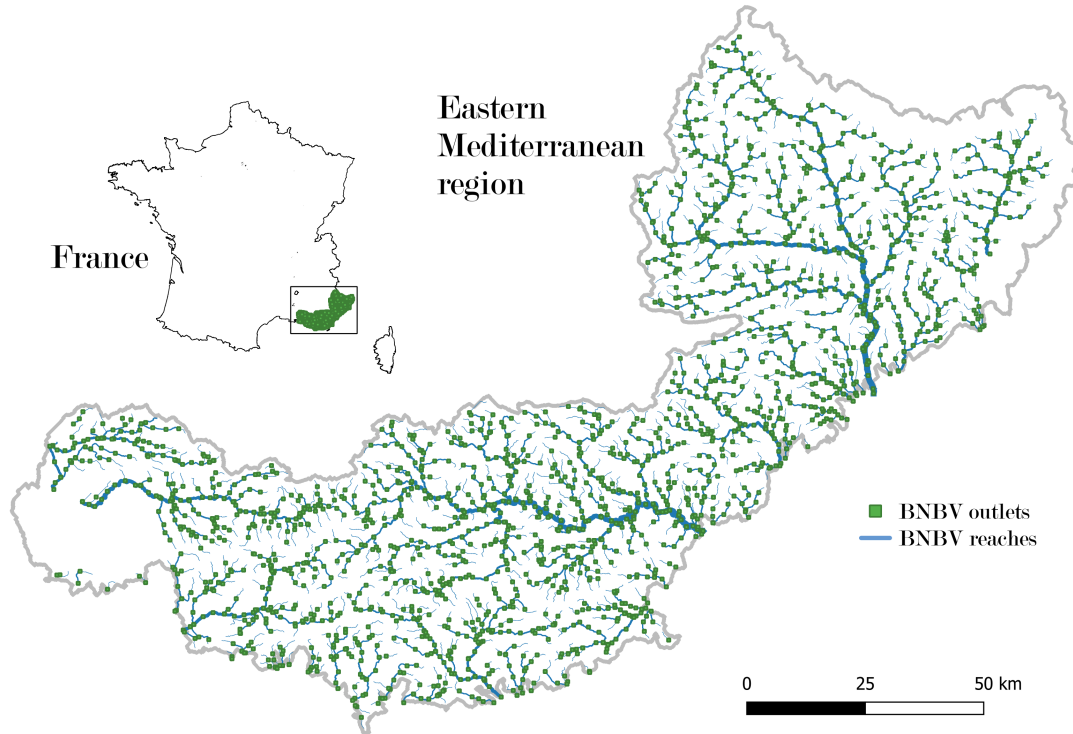 Eastern
Mediterranean
region
France
BNBV outlets
BNBV reaches
0 25 50 km